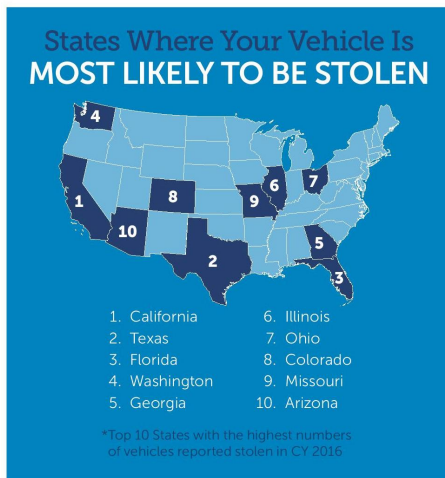 States Where Your Vehicle Is
MOST LIKELY TO BE STOLEN
4
1
8
6
7
9
10
2
5
3
1. California
2. Texas
3. Florida
4. Washington
5. Georgia
6. Illinois
7. Ohio
8. Colorado
9. Missouri
10. Arizona
*Top 10 States with the highest numbers
of vehicles reported stolen in CY 2016